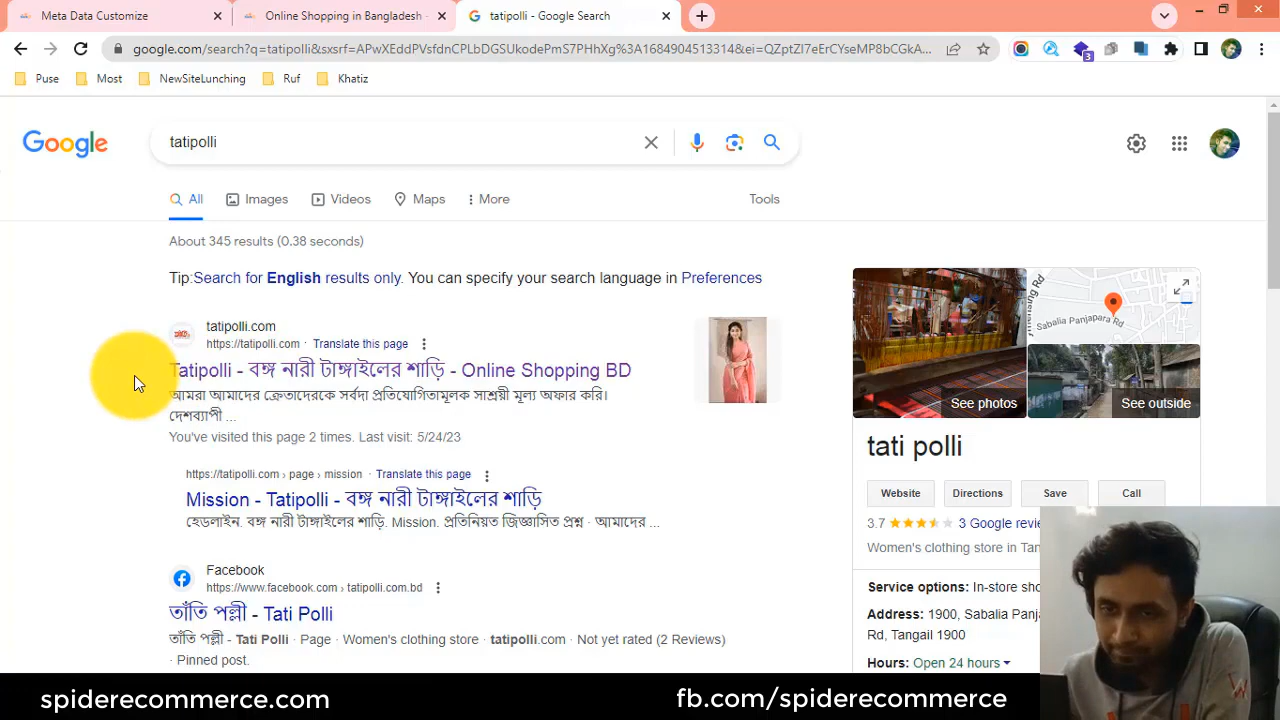 Meta Data Customize
Online Shopping in Bangladesh -
tatipolli - Google Search
google.com/search?q=tatipolli&sxsrf=APwXEddPVsfdnCPLbDGSUkodePmS7PHhXg%3A1684904513314&ei=QZptZI7eErCYseMP8bCGkA...
3
Puse
Most
NewSiteLunching
Ruf
Khatiz
Google
tatipolli
All
Images
Videos
Maps
More
Tools
About 345 results (0.38 seconds)
Tip:Search for English results only. You can specify your search language in Preferences
tatipolli.com
https://tatipolli.com · Translate this page
Tatipolli - বঙ্গ নারী টাঙ্গাইলের শাড়ি - Online Shopping BD
আমরা আমাদের ক্রেতাদেরকে সর্বদা প্রতিযোগিতামূলক সাশ্রয়ী মূল্য অফার করি।
দেশব্যাপী ...
You've visited this page 2 times. Last visit: 5/24/23
https://tatipolli.com › page › mission · Translate this page
Mission - Tatipolli - বঙ্গ নারী টাঙ্গাইলের শাড়ি
হেডলাইন. বঙ্গ নারী টাঙ্গাইলের শাড়ি. Mission. প্রতিনিয়ত জিজ্ঞাসিত প্রশ্ন · আমাদের ...
Facebook
https://www.facebook.com › tatipolli.com.bd
তাঁতি পল্লী - Tati Polli
তাঁতি পল্লী - Tati Polli · Page · Women's clothing store · tatipolli.com · Not yet rated (2 Reviews)
· Pinned post.
Sabalia Panjapara Rd
See photos
See outside
tati polli
Website
Directions
Save
Call
3.7
3 Google revie
Women's clothing store in Tan
Service options: In-store sho
Address: 1900, Sabalia Panja
Rd, Tangail 1900
Hours: Open 24 hours
spiderecommerce.com
fb.com/spiderecommerce